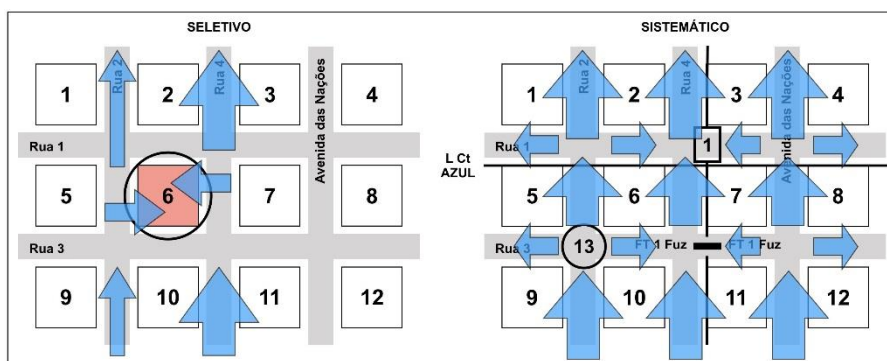 SELETIVO
1
2
3
4
Rua 2
Rua 4
Avenida das Nações
Rua 1
5
6
7
8
Rua 3
9
10
11
12
SISTEMÁTICO
1
2
3
4
Rua 2
Rua 4
Avenida das Nações
Rua 1
1
L Ct
AZUL
5
6
7
8
Rua 3
13
FT 1 Fuz
FT 1 Fuz
9
10
11
12